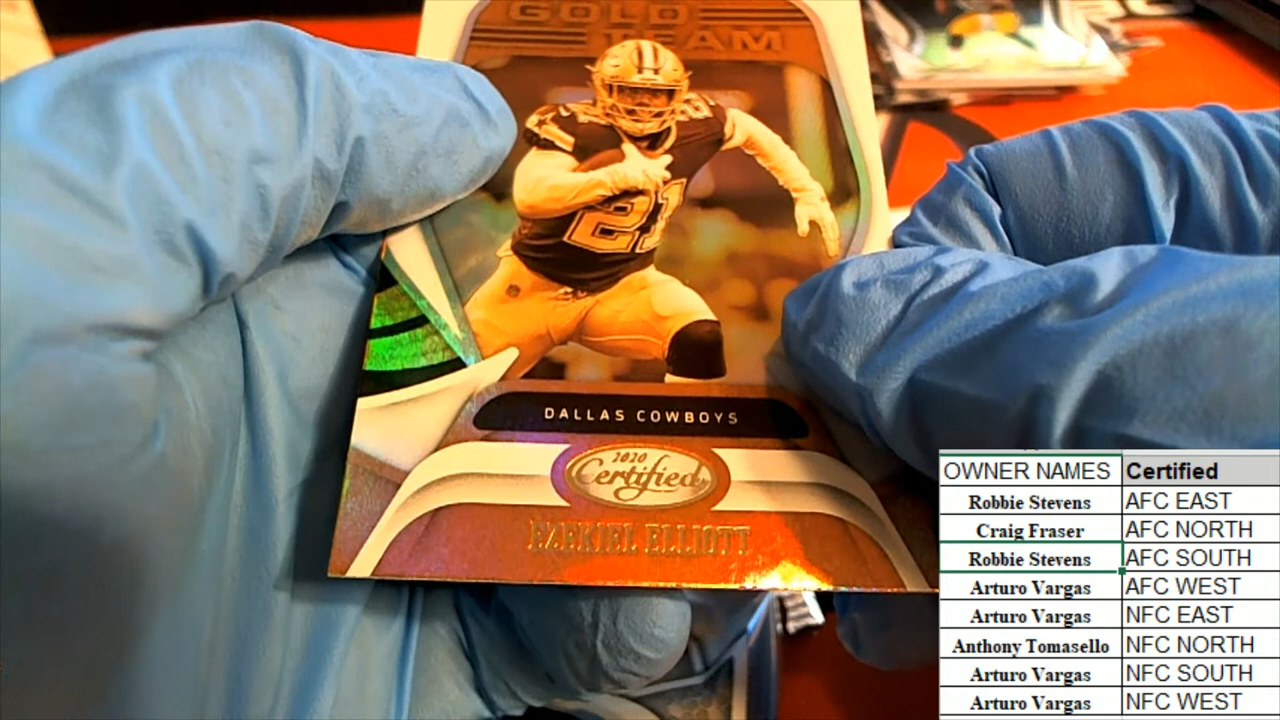 GOLD
TEAM
21
DALLAS COWBOYS
2020
Certified
EZEKIEL ELLIOTT
OWNER NAMES Certified
Robbie Stevens AFC EAST
Craig Fraser AFC NORTH
Robbie Stevens AFC SOUTH
Arturo Vargas AFC WEST
Arturo Vargas NFC EAST
Anthony Tomasello NFC NORTH
Arturo Vargas NFC SOUTH
Arturo Vargas NFC WEST